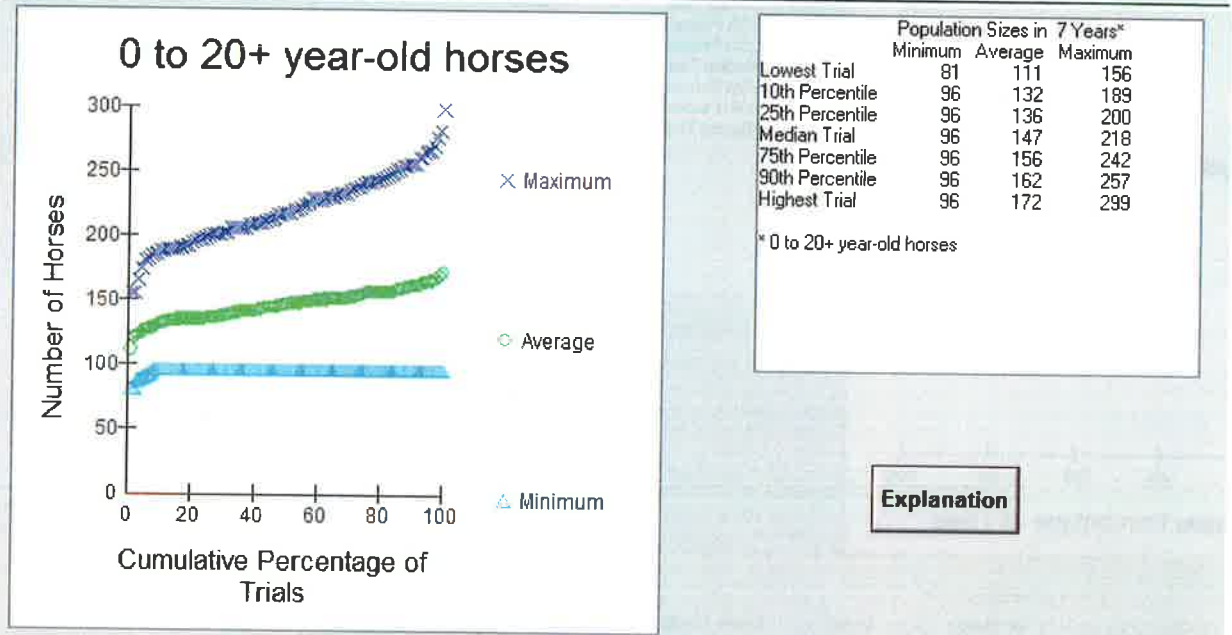 0 to 20+ year-old horses
300
250
200
150
100
50
0
0 20 40 60 80 100
Number of Horses
Cumulative Percentage of
Trials
Maximum
Average
Minimum
Population Sizes in 7 Years*
Minimum Average Maximum
Lowest Trial 81 111 156
10th Percentile 96 132 189
25th Percentile 96 136 200
Median Trial 96 147 218
75th Percentile 96 156 242
90th Percentile 96 162 257
Highest Trial 96 172 299
* 0 to 20+ year-old horses
Explanation